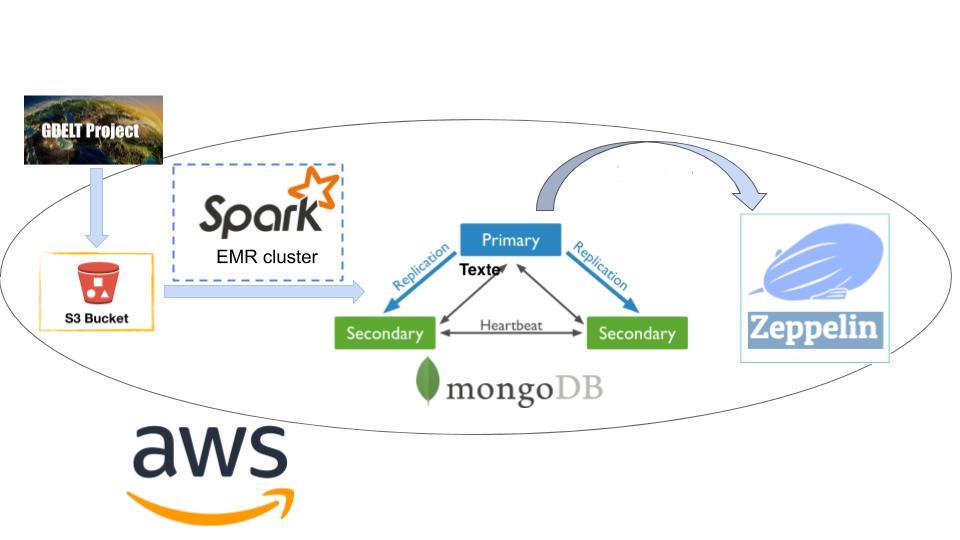 GDELT Project
Spark
EMR cluster
S3 Bucket
Primary
Replication
Replication
Texte
Secondary
Heartbeat
Secondary
mongoDB
Zeppelin
aws